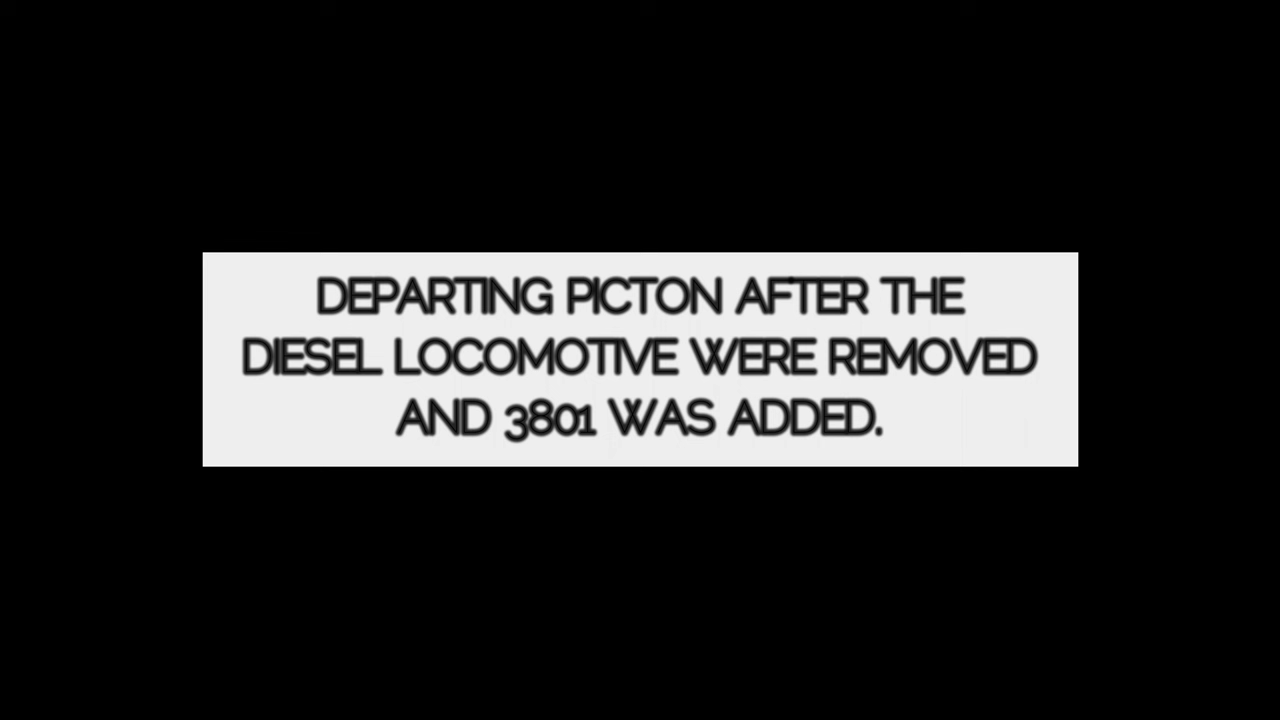 DEPARTING PICTON AFTER THE
DIESEL LOCOMOTIVE WERE REMOVED
AND 3801 WAS ADDED.